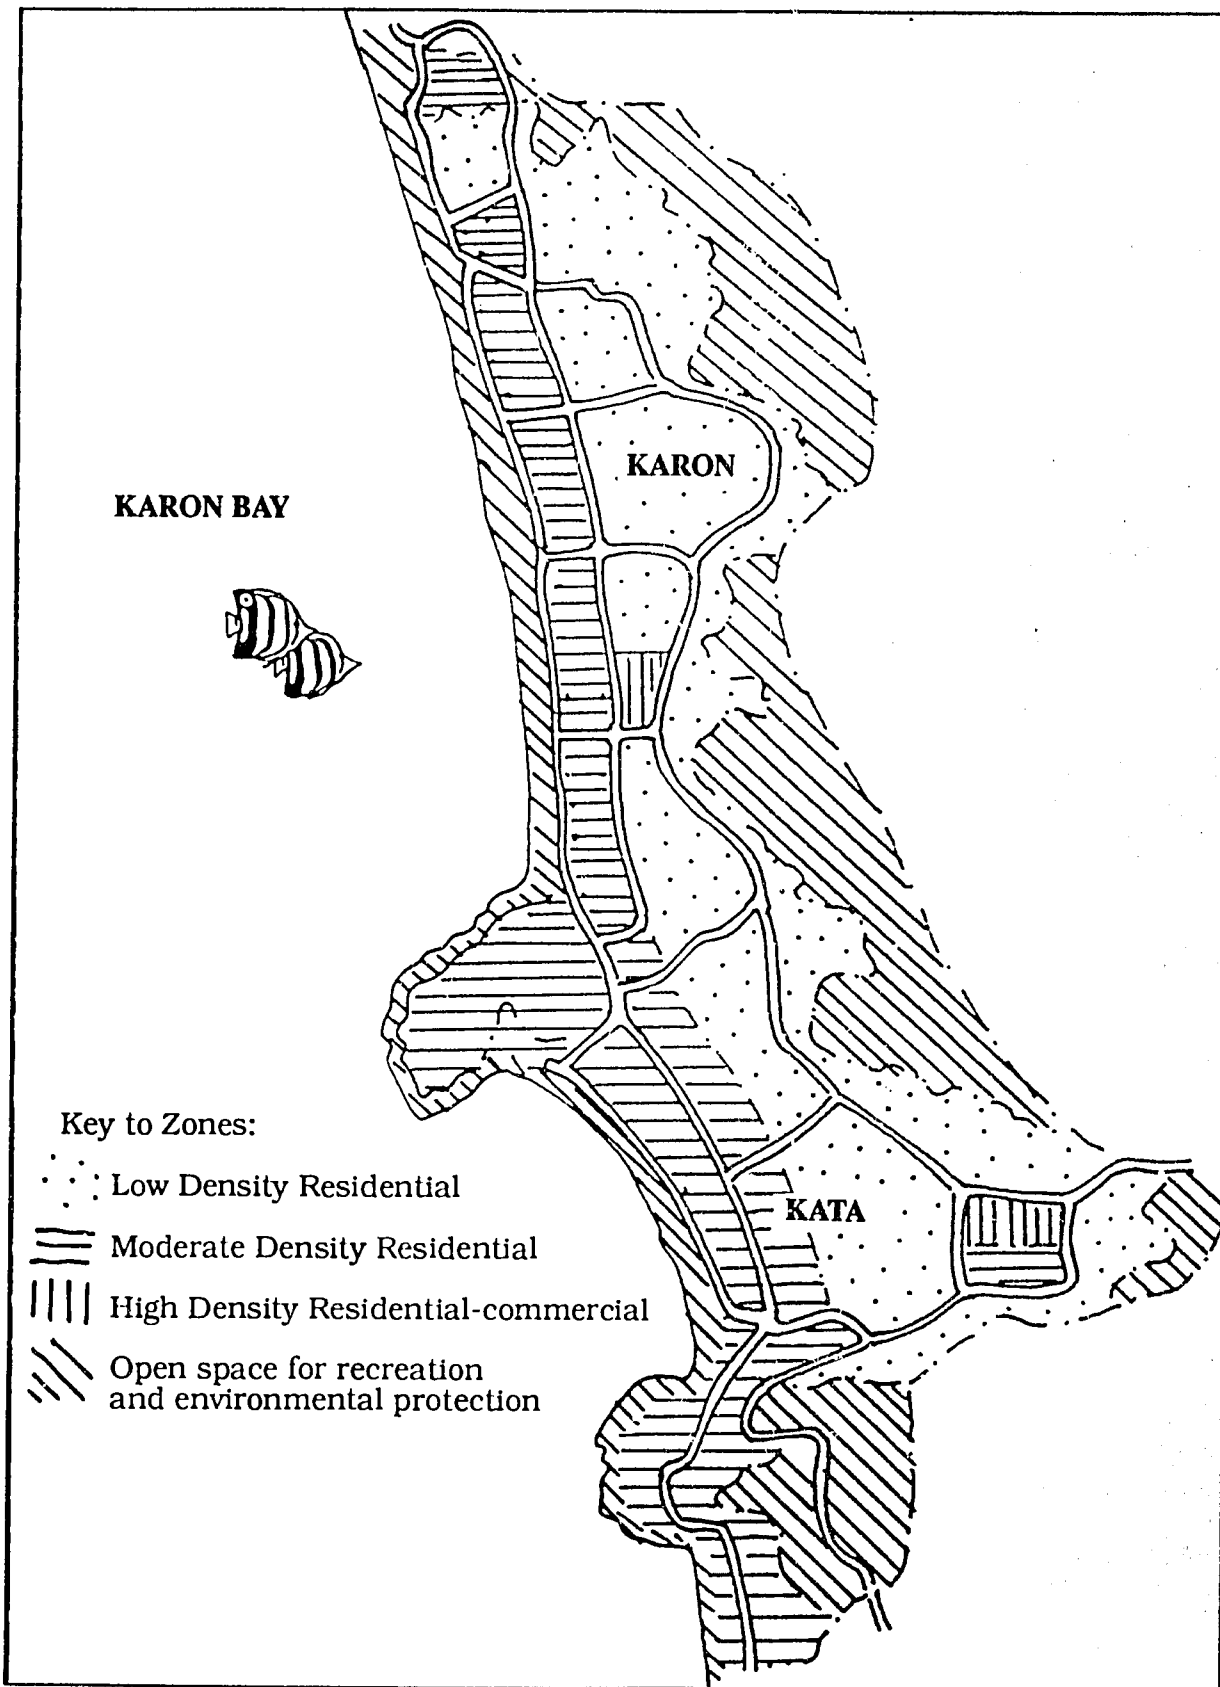 KARON
KARON BAY
Key to Zones:
Low Density Residential
Moderate Density Residential
KATA
High Density Residential-commercial
Open space for recreation
and environmental protection